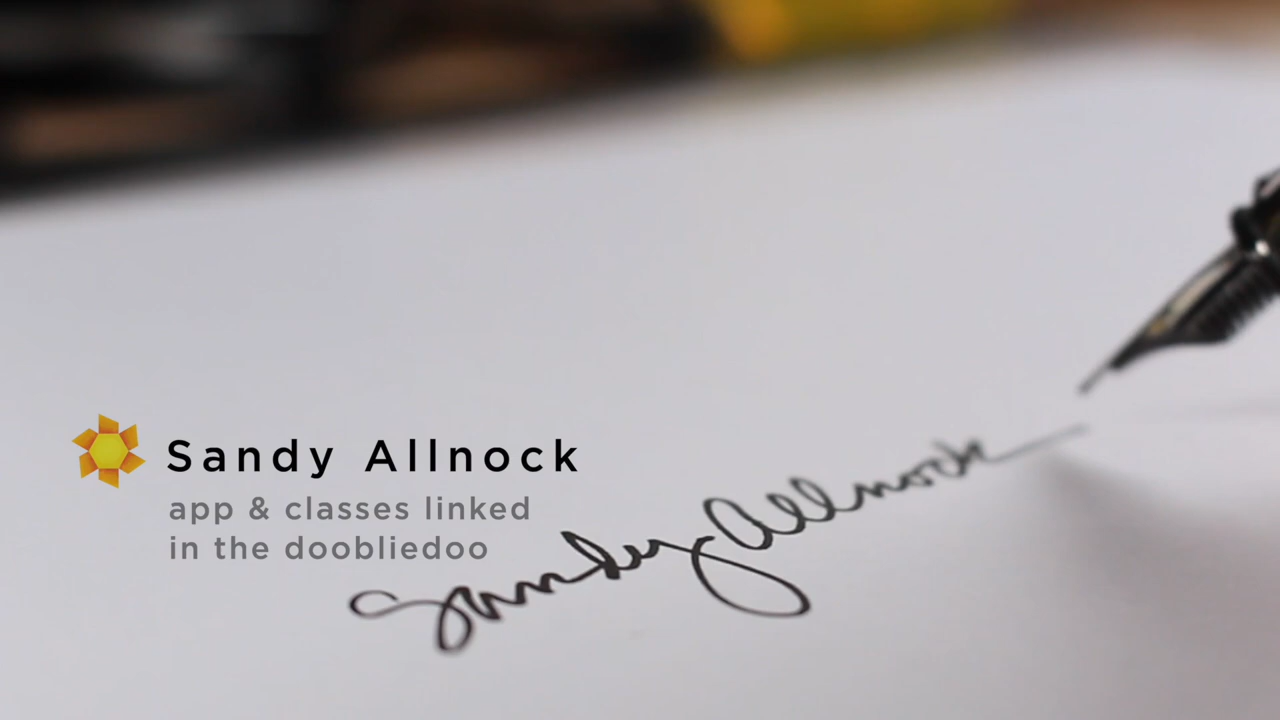 Sandy Allnock
app & classes linked
in the doobliedoo
Sandy Allnock